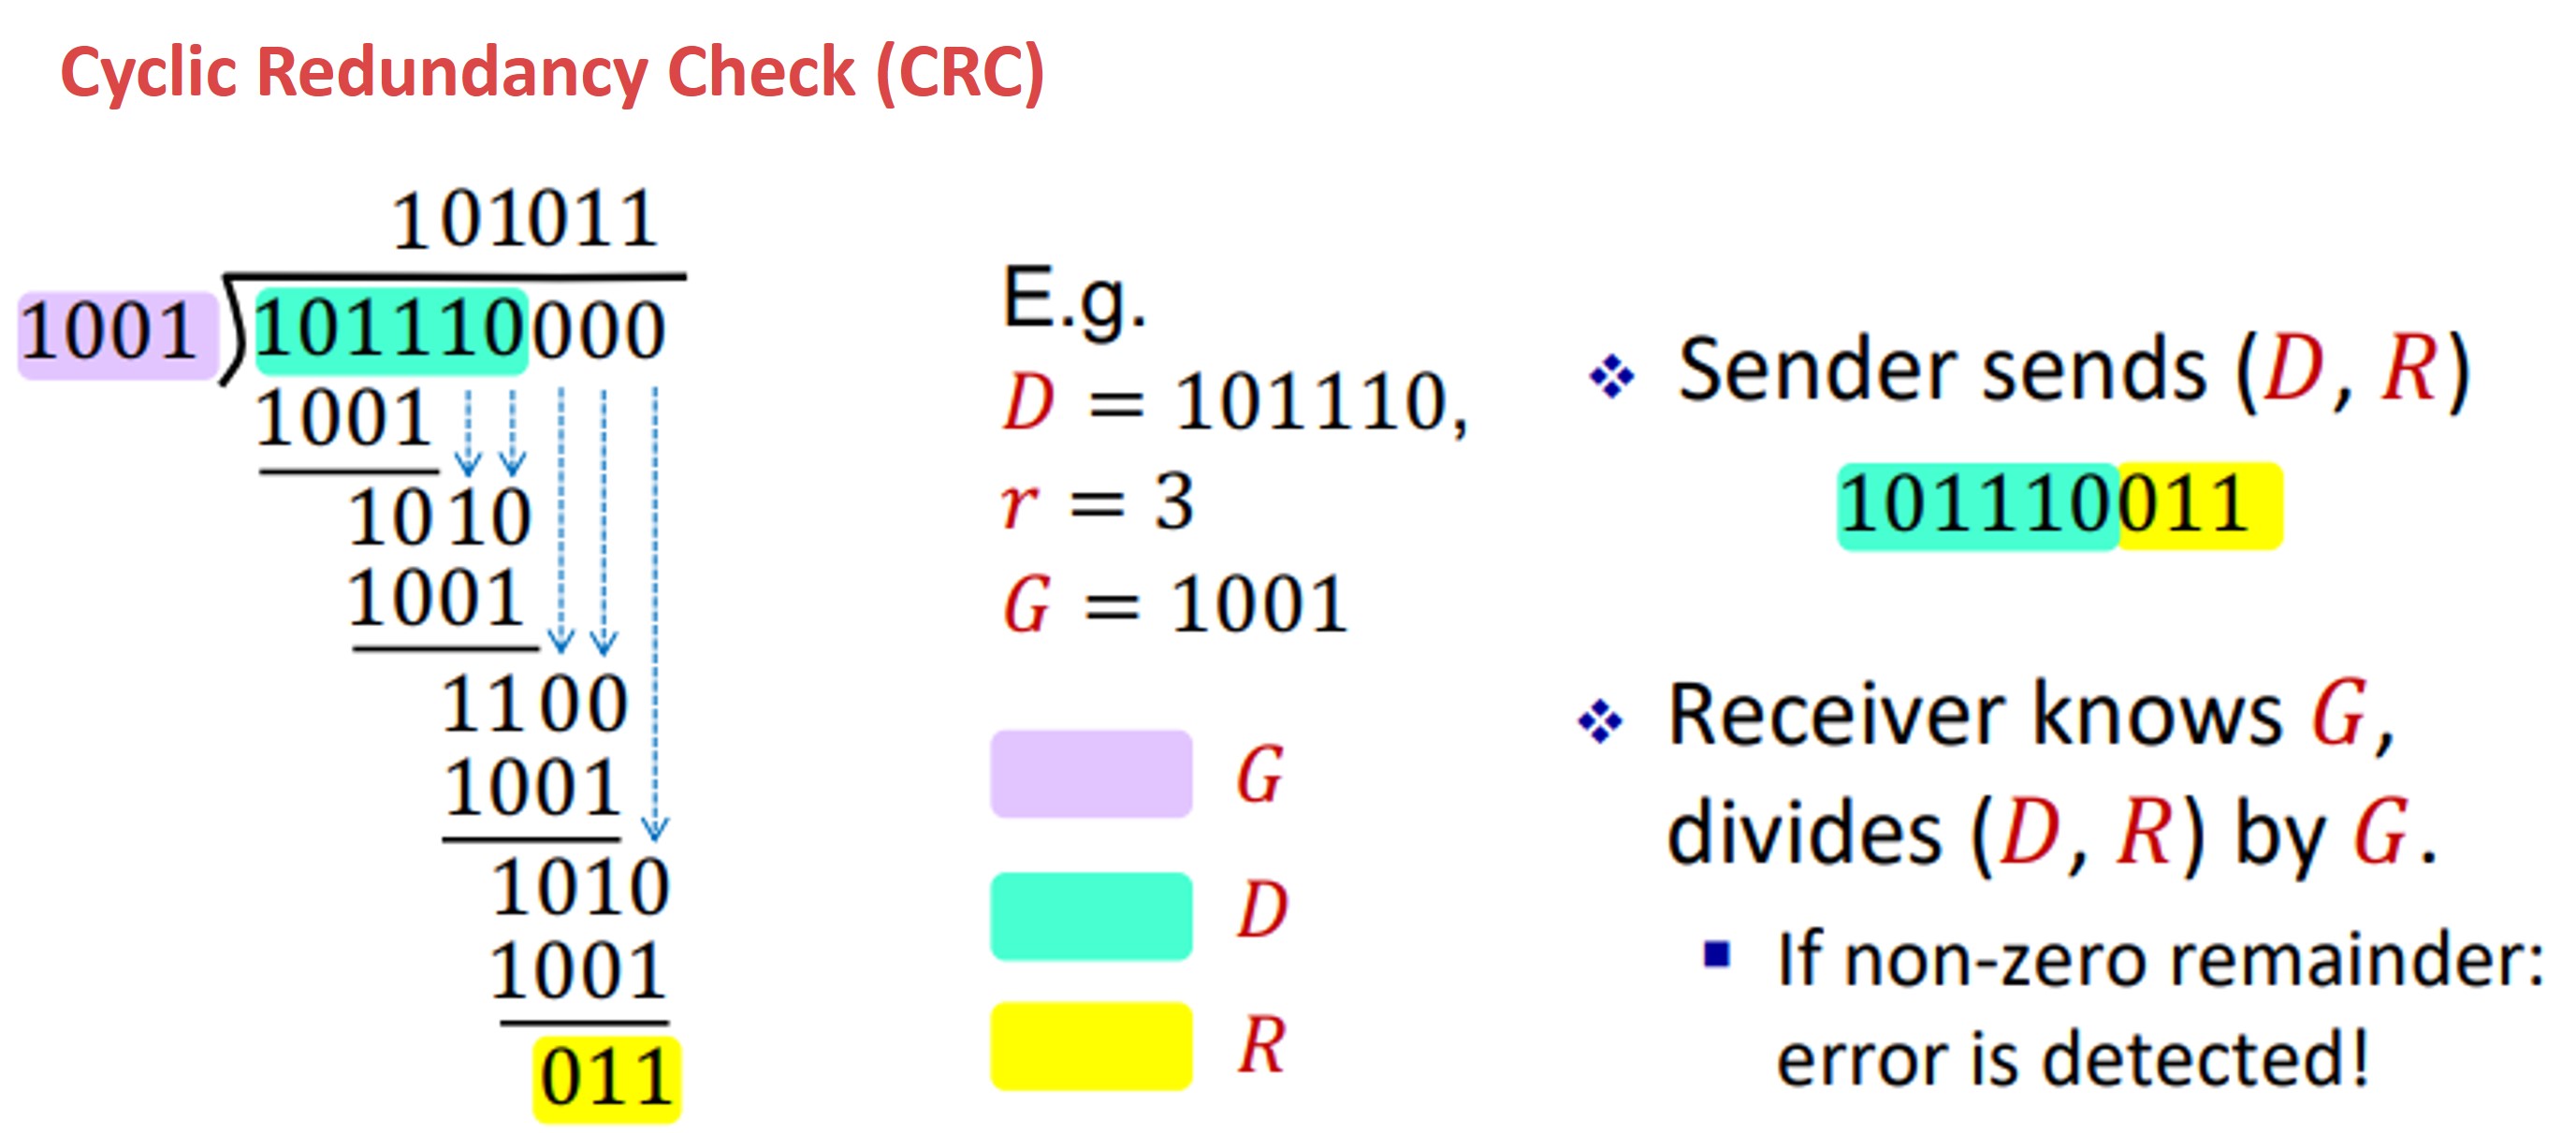 Cyclic Redundancy Check (CRC)
101011
1001 101110000
1001
1010
1001
1100
1001
1010
1001
011
E.g.
D = 101110,
r = 3
G = 1001
G
D
R
❖ Sender sends (D, R)
101110011
❖ Receiver knows G,
divides (D, R) by G.
▪ If non-zero remainder:
error is detected!